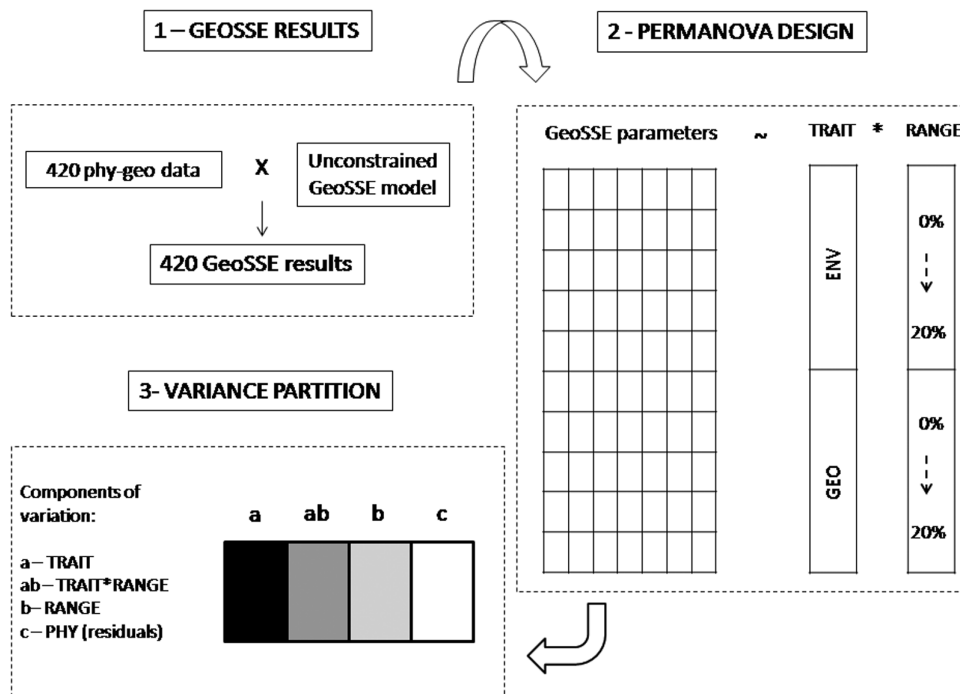 1 – GEOSSE RESULTS
420 phy-geo data X Unconstrained
GeoSSE model
420 GeoSSE results
2 - PERMANOVA DESIGN
GeoSSE parameters ~ TRAIT * RANGE
ENV
0%
20%
GEO
0%
20%
3- VARIANCE PARTITION
Components of
variation:
a ab b c
a – TRAIT
ab – TRAIT*RANGE
b – RANGE
c – PHY (residuals)